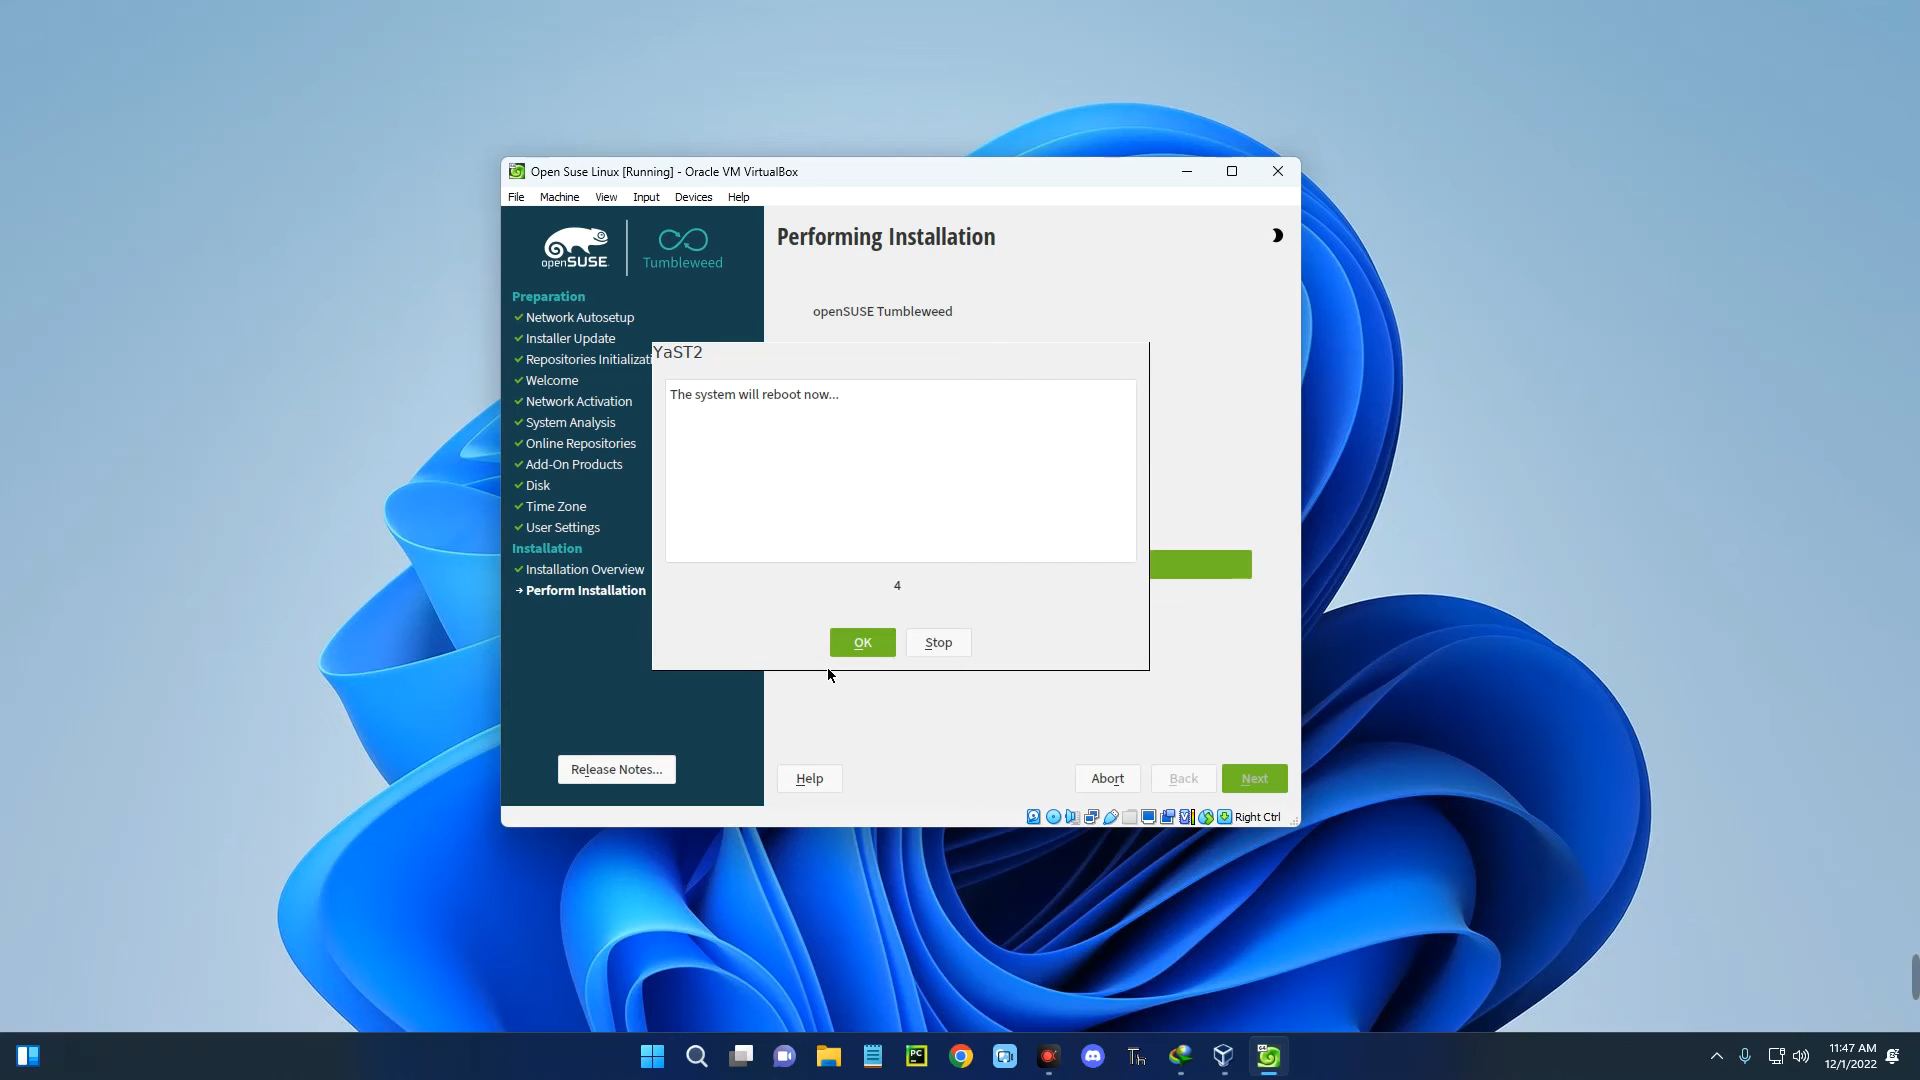 Open Suse Linux [Running] - Oracle VM VirtualBox
File Machine View Input Devices Help
openSUSE
Tumbleweed
Preparation
Network Autosetup
Installer Update
Repositories Initializati
Welcome
Network Activation
System Analysis
Online Repositories
Add-On Products
Disk
Time Zone
User Settings
Installation
Installation Overview
Perform Installation
Release Notes...
Performing Installation
openSUSE Tumbleweed
YaST2
The system will reboot now...
4
OK Stop
Help Abort Back Next
Right Ctrl
PC
Th
11:47 AM
12/1/2022